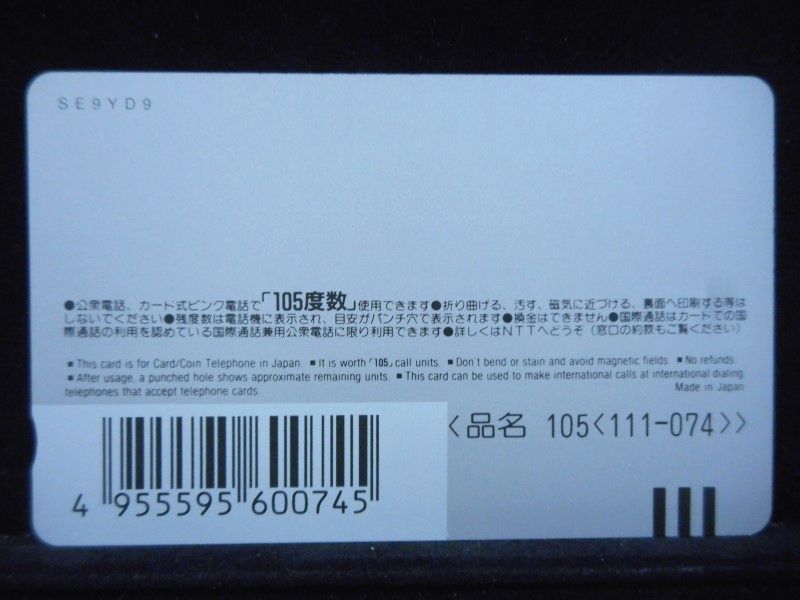 SE9YD9
●公衆電話、カード式ピンク電話で「105度数」使用できます●折り曲げる、汚す、磁気に近づける、裏面へ印刷する等は
しないでください●残度数は電話機に表示され、目安がパンチ穴で表示されます●換金はできません●国際通話はカードでの国
際通話の利用を認めている国際通話兼用公衆電話に限り利用できます●詳しくはNTTへどうぞ（窓口の約款もご覧ください）
■This card is for Card/Coin Telephone in Japan. ■It is worth「105」call units. ■Don't bend or stain and avoid magnetic fields. ■No refunds.
■After usage, a punched hole shows approximate remaining units. ■This card can be used to make international calls at international dialing
telephones that accept telephone cards.
Made in Japan
<品名 105<111-074>>
4 955595 600745